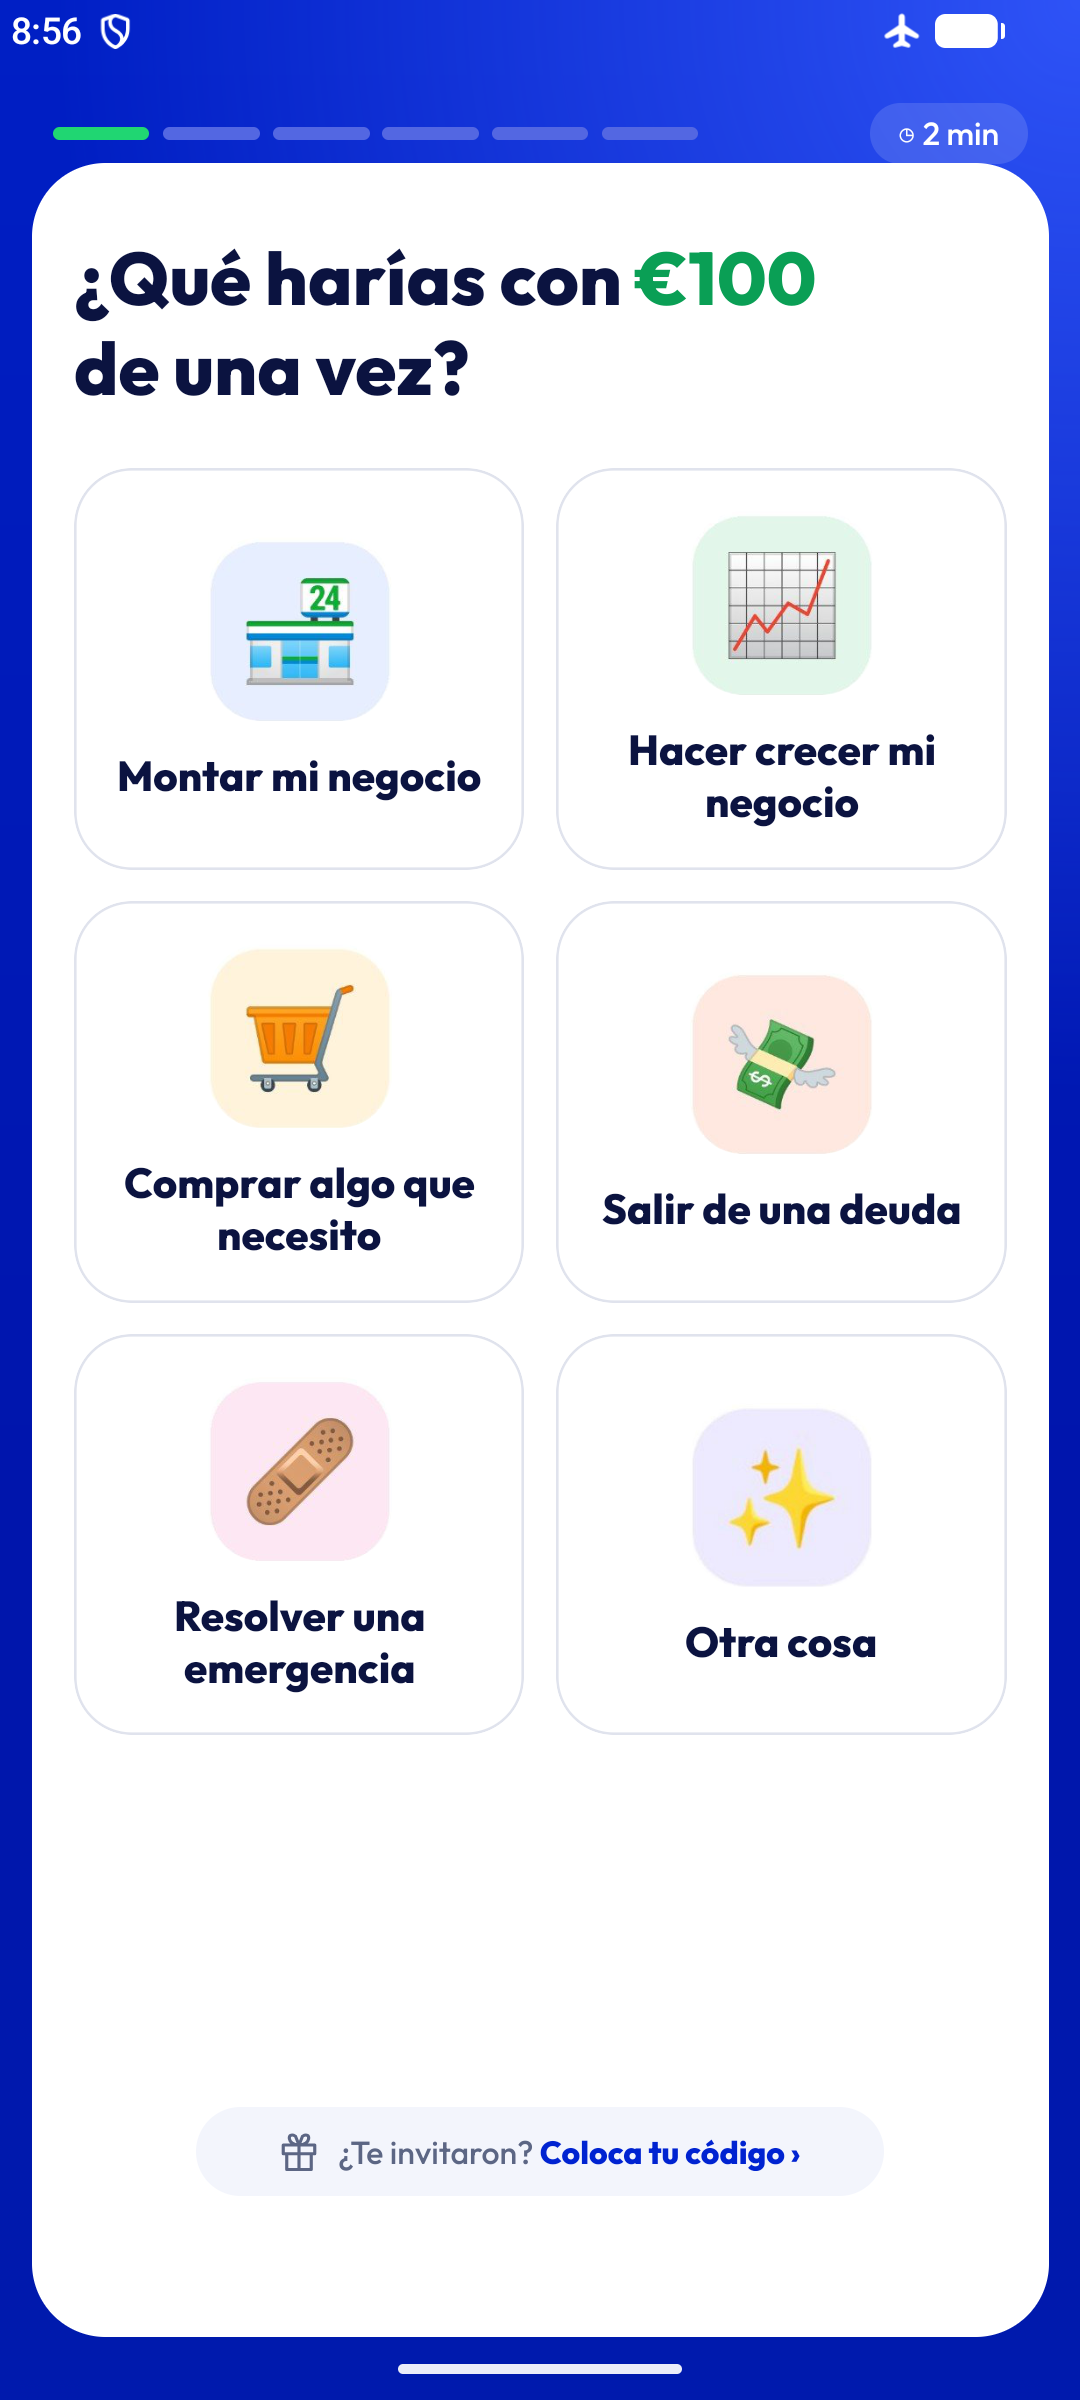 8:56
2 min
¿Qué harías con €100
de una vez?
24
Montar mi negocio
Hacer crecer mi
negocio
Comprar algo que
necesito
Salir de una deuda
Resolver una
emergencia
Otra cosa
¿Te invitaron? Coloca tu código ›